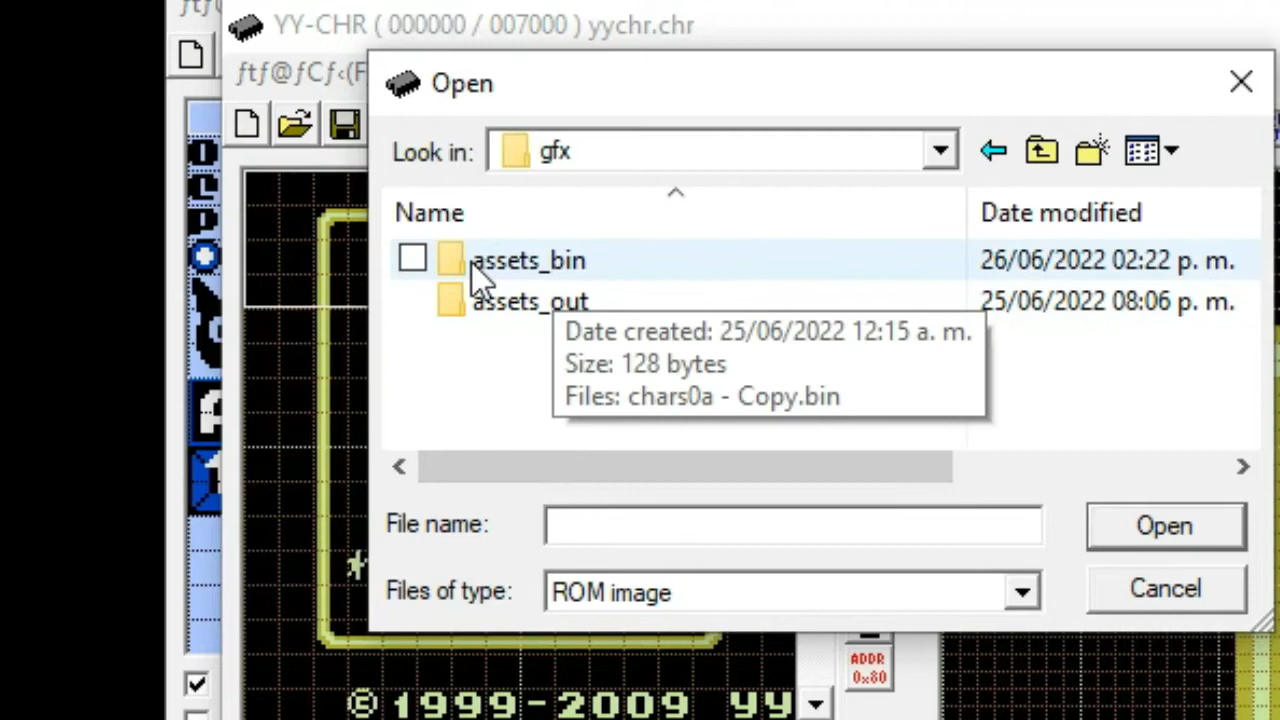 YY-CHR ( 000000 / 007000 ) yychr.chr
ƒtƒ@ƒCƒ‹(F
Open
Look in:
gfx
Name
Date modified
assets_bin
26/06/2022 02:22 p. m.
assets_out
25/06/2022 08:06 p. m.
Date created: 25/06/2022 12:15 a. m.
Size: 128 bytes
Files: chars0a - Copy.bin
File name:
Open
Files of type:
ROM image
Cancel
ADDR
0x80
©1999-2009 YY